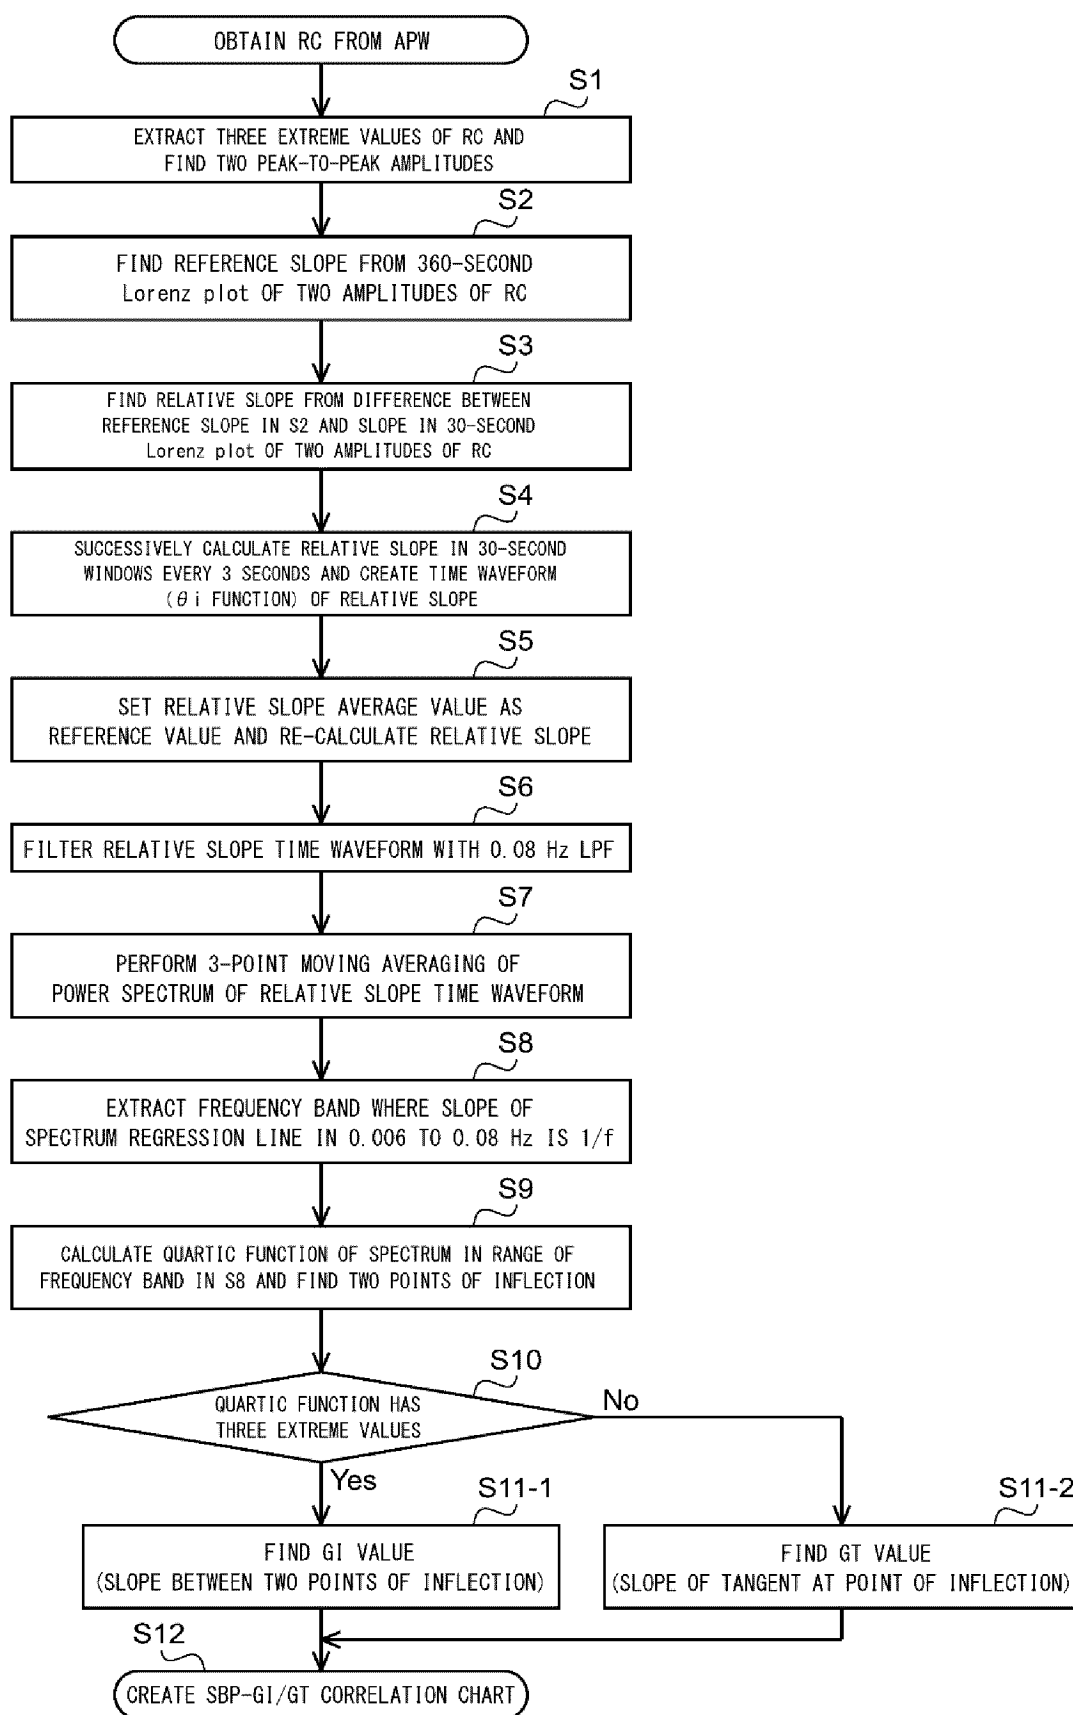 OBTAIN RC FROM APW
S1
EXTRACT THREE EXTREME VALUES OF RC AND
FIND TWO PEAK-TO-PEAK AMPLITUDES
S2
FIND REFERENCE SLOPE FROM 360-SECOND
Lorenz plot OF TWO AMPLITUDES OF RC
S3
FIND RELATIVE SLOPE FROM DIFFERENCE BETWEEN
REFERENCE SLOPE IN S2 AND SLOPE IN 30-SECOND
Lorenz plot OF TWO AMPLITUDES OF RC
S4
SUCCESSIVELY CALCULATE RELATIVE SLOPE IN 30-SECOND
WINDOWS EVERY 3 SECONDS AND CREATE TIME WAVEFORM
(θi FUNCTION) OF RELATIVE SLOPE
S5
SET RELATIVE SLOPE AVERAGE VALUE AS
REFERENCE VALUE AND RE-CALCULATE RELATIVE SLOPE
S6
FILTER RELATIVE SLOPE TIME WAVEFORM WITH 0.08 Hz LPF
S7
PERFORM 3-POINT MOVING AVERAGING OF
POWER SPECTRUM OF RELATIVE SLOPE TIME WAVEFORM
S8
EXTRACT FREQUENCY BAND WHERE SLOPE OF
SPECTRUM REGRESSION LINE IN 0.006 TO 0.08 Hz IS 1/f
S9
CALCULATE QUARTIC FUNCTION OF SPECTRUM IN RANGE OF
FREQUENCY BAND IN S8 AND FIND TWO POINTS OF INFLECTION
S10
QUARTIC FUNCTION HAS
THREE EXTREME VALUES
No
Yes
S11-1
FIND GI VALUE
(SLOPE BETWEEN TWO POINTS OF INFLECTION)
S11-2
FIND GT VALUE
(SLOPE OF TANGENT AT POINT OF INFLECTION)
S12
CREATE SBP-GI/GT CORRELATION CHART